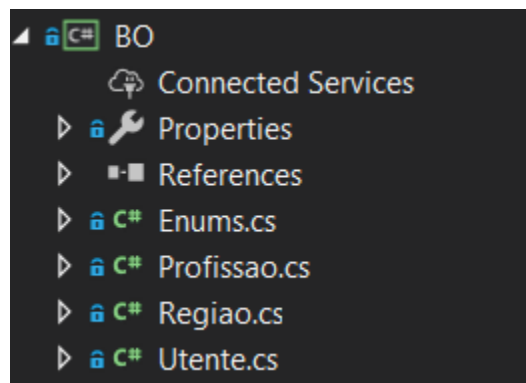 C# BO
Connected Services
Properties
References
C# Enums.cs
C# Profissao.cs
C# Regiao.cs
C# Utente.cs